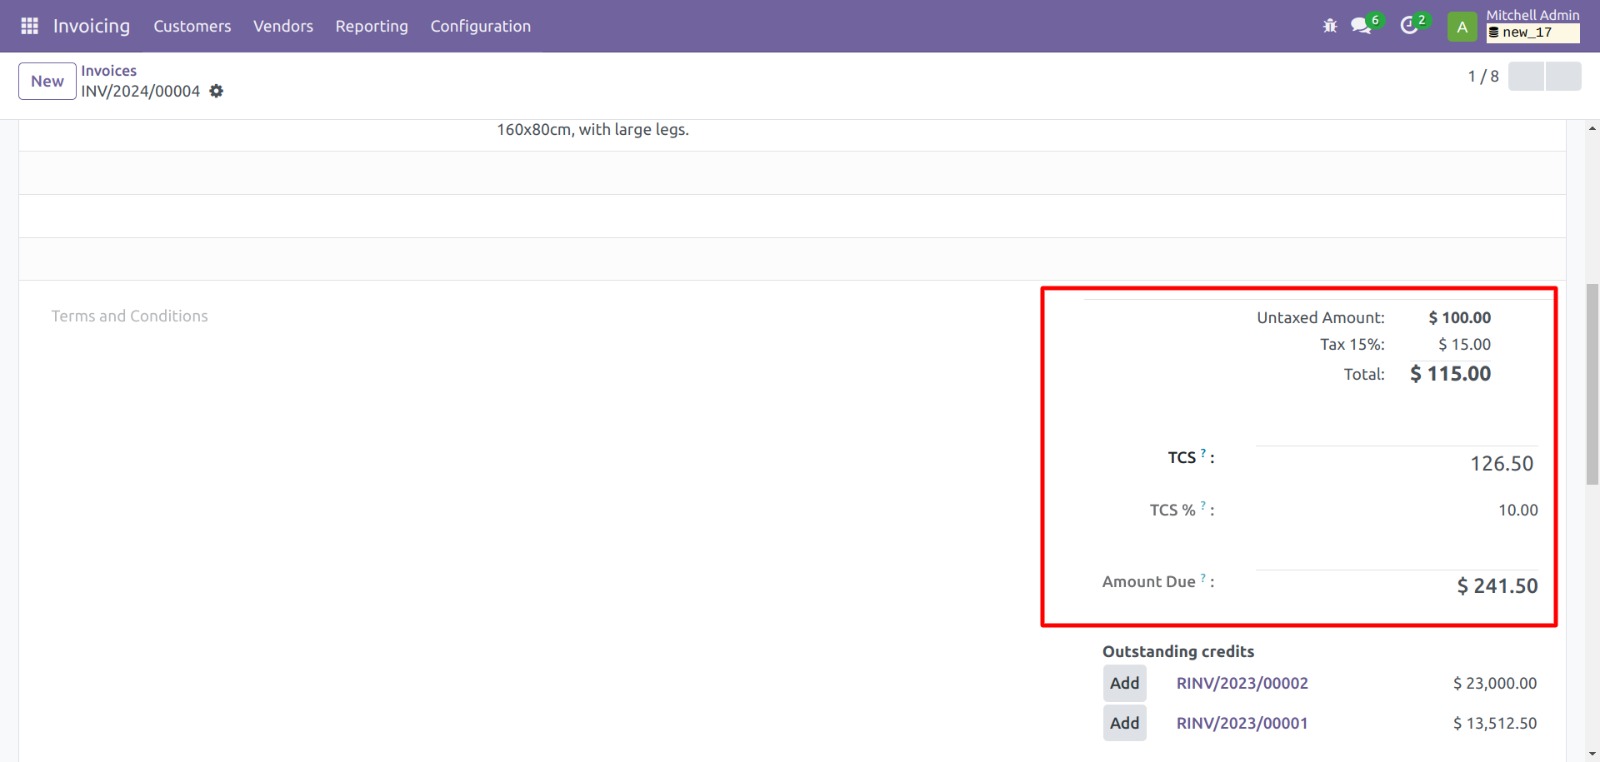 Invoicing Customers Vendors Reporting Configuration 6 2 A Mitchell Admin
new_17
New Invoices
INV/2024/00004
1 / 8
160x80cm, with large legs.
Terms and Conditions
Untaxed Amount: $ 100.00
Tax 15%: $ 15.00
Total: $ 115.00
TCS ? : 126.50
TCS % ? : 10.00
Amount Due ? : $ 241.50
Outstanding credits
Add RINV/2023/00002 $ 23,000.00
Add RINV/2023/00001 $ 13,512.50